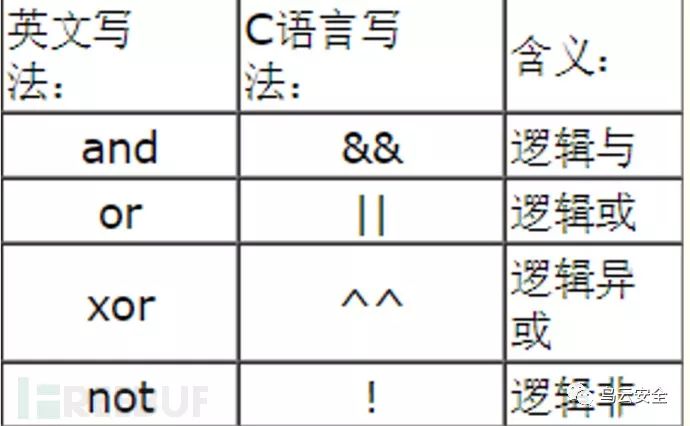 英文写
法：
C语言写
法：
含义：
and
&&
逻辑与
or
||
逻辑或
xor
^^
逻辑异
或
not
!
逻辑非
乌云安全